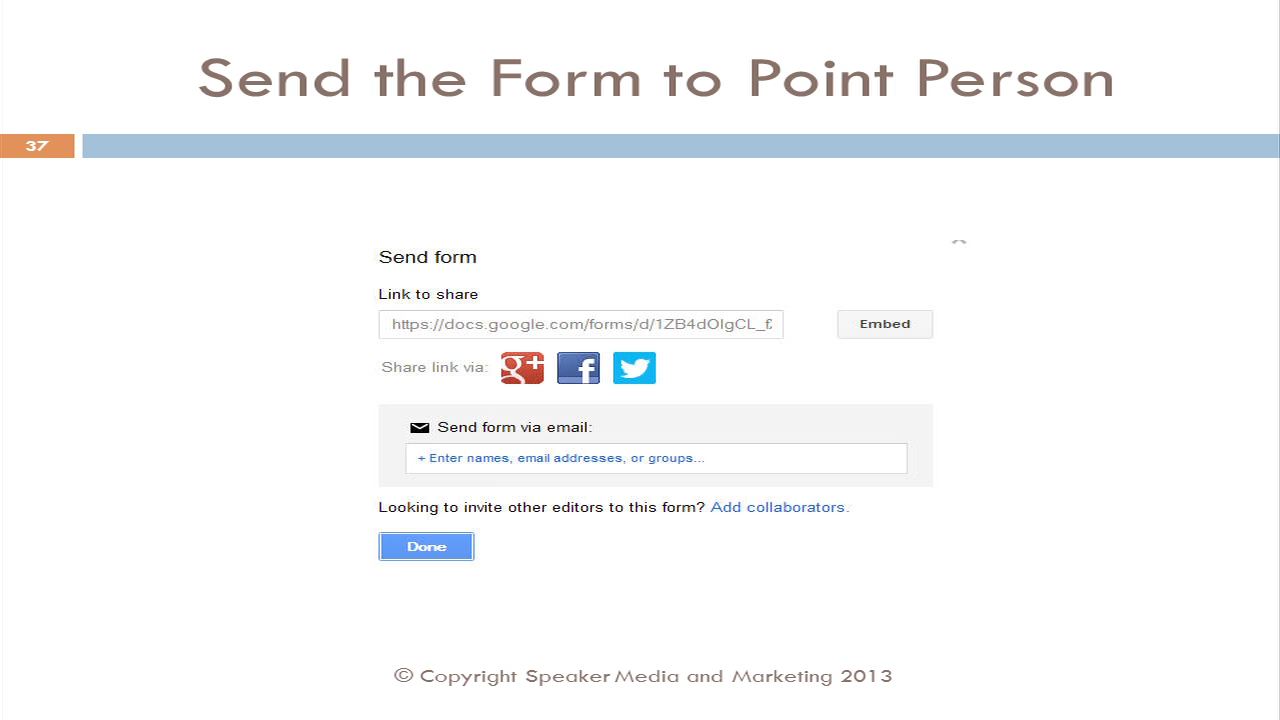 Send the Form to Point Person
37
Send form
Link to share
https://docs.google.com/forms/d/1ZB4dOIgCL_f
Embed
Share link via:
g+ f
Send form via email:
+ Enter names, email addresses, or groups...
Looking to invite other editors to this form? Add collaborators.
Done
© Copyright Speaker Media and Marketing 2013